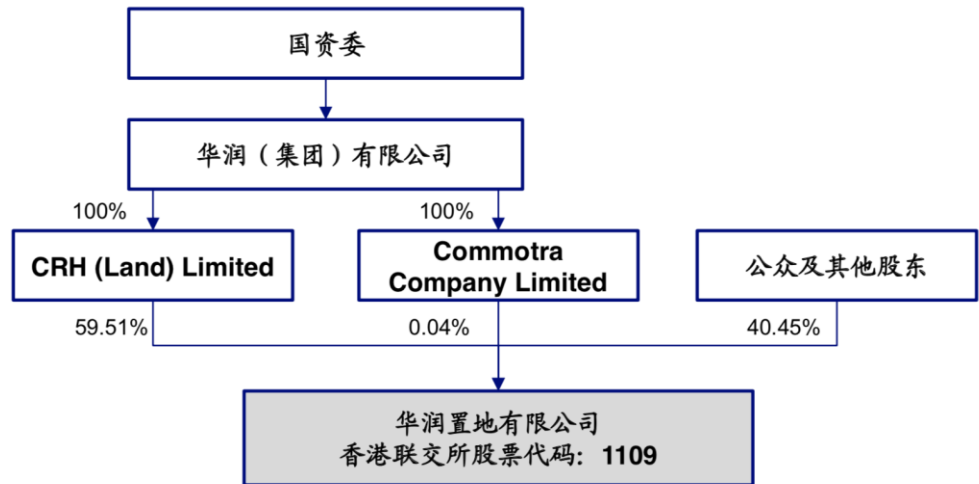 国资委
华润（集团）有限公司
100%
100%
CRH (Land) Limited
Commotra
Company Limited
公众及其他股东
59.51%
0.04%
40.45%
华润置地有限公司
香港联交所股票代码：1109